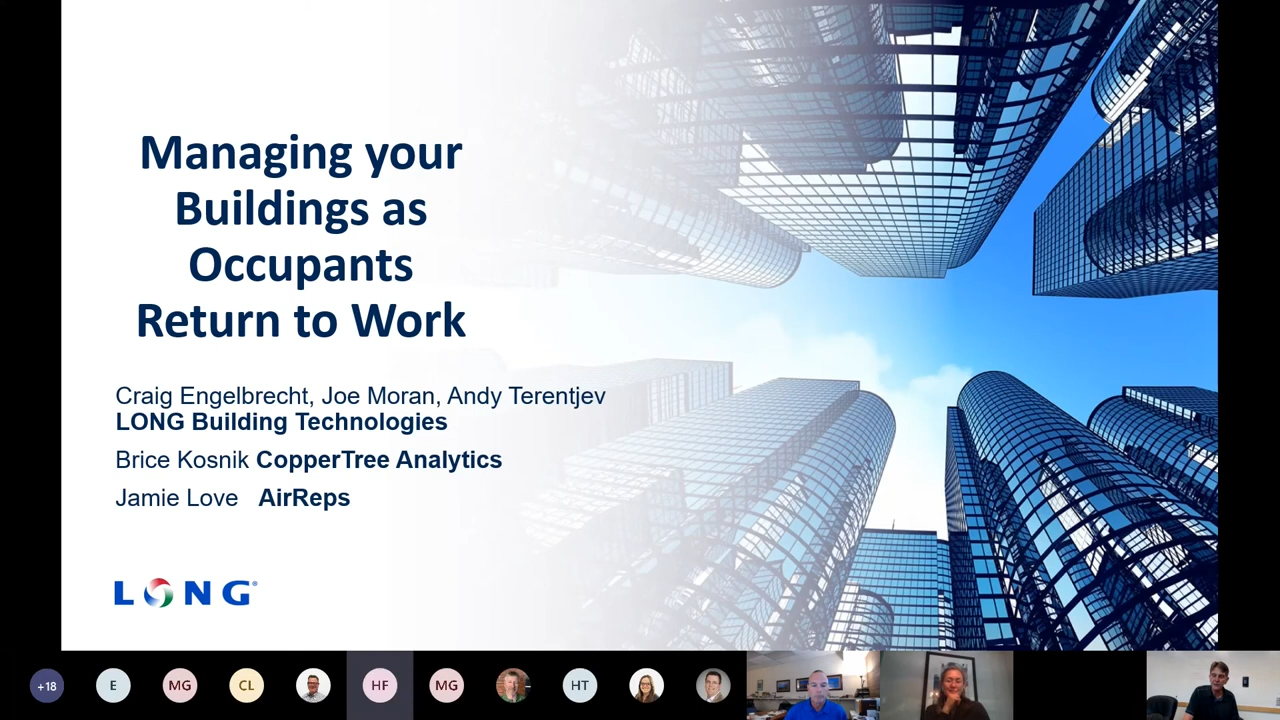 Managing your
Buildings as
Occupants
Return to Work
Craig Engelbrecht, Joe Moran, Andy Terentjev
LONG Building Technologies
Brice Kosnik CopperTree Analytics
Jamie Love AirReps
LONG®
+18 E MG CL HF MG HT